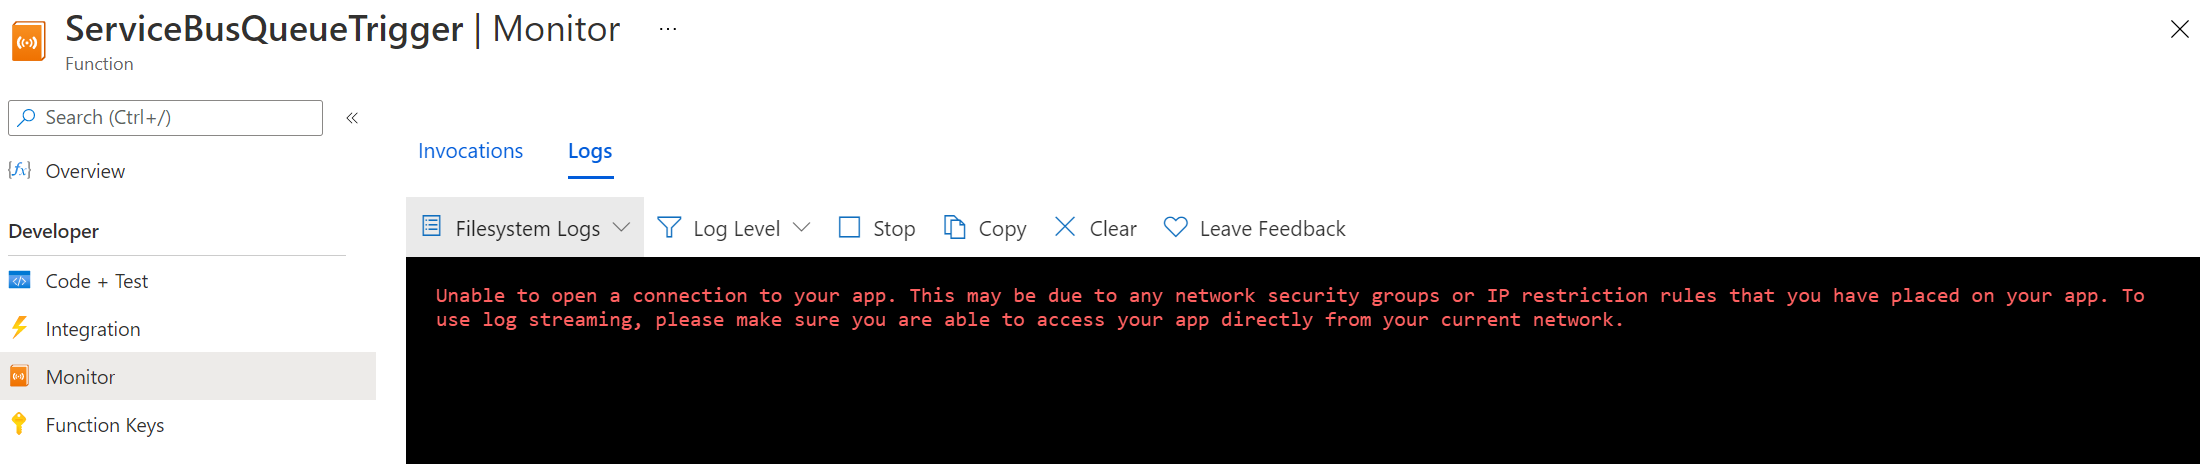 ServiceBusQueueTrigger | Monitor ...
Function
Search (Ctrl+/)
«
Overview
Developer
Code + Test
Integration
Monitor
Function Keys
Invocations Logs
Filesystem Logs Log Level Stop Copy Clear Leave Feedback
Unable to open a connection to your app. This may be due to any network security groups or IP restriction rules that you have placed on your app. To
use log streaming, please make sure you are able to access your app directly from your current network.